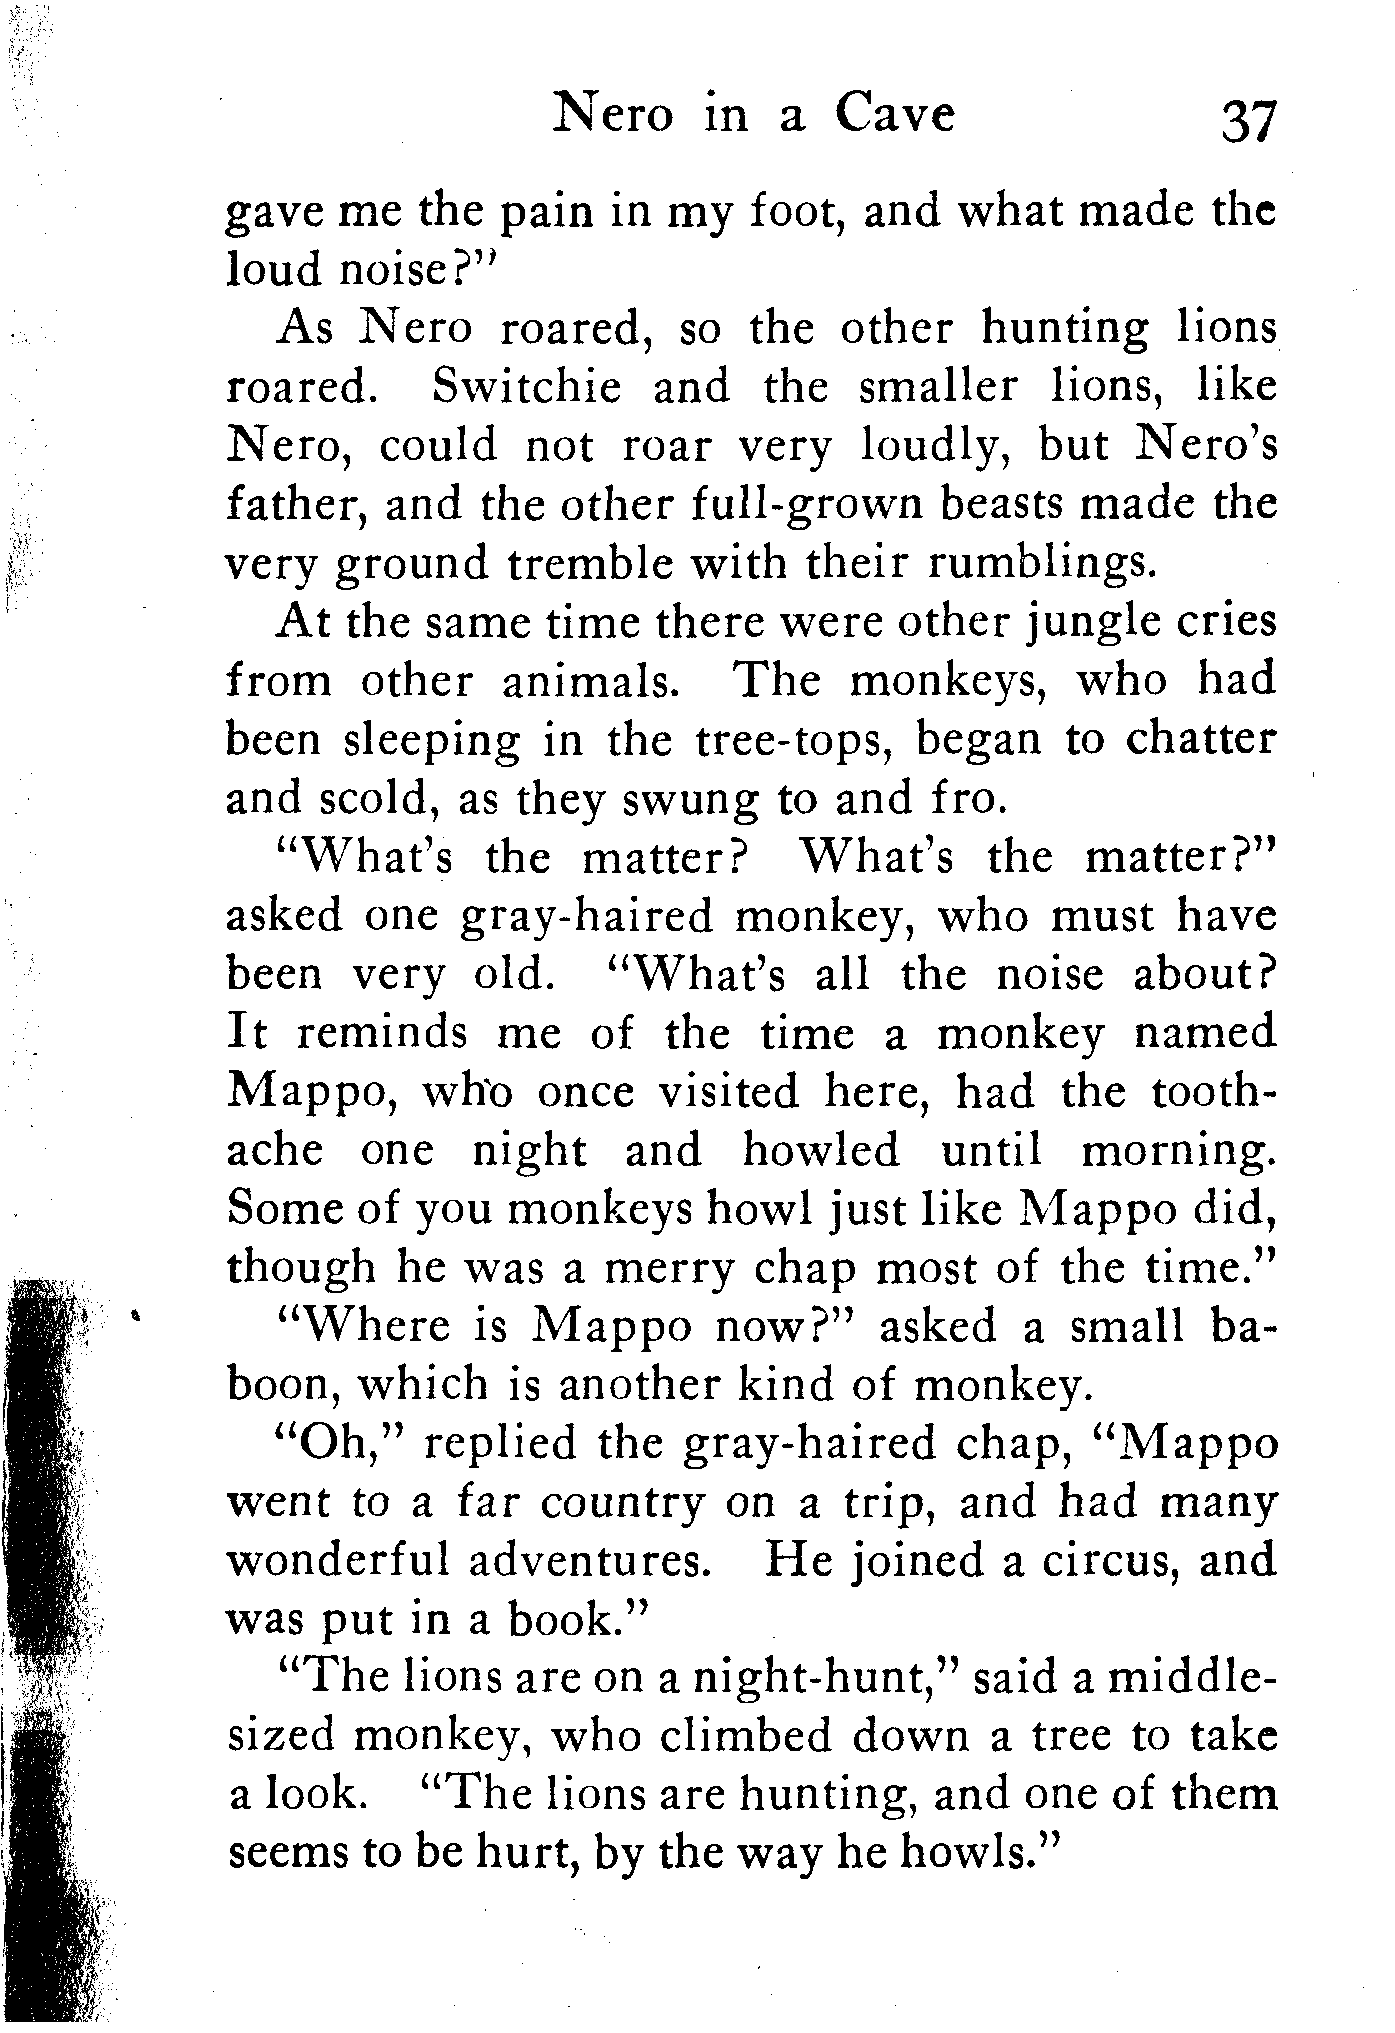 Nero in a Cave 37
gave me the pain in my foot, and what made the
loud noise?"
As Nero roared, so the other hunting lions
roared. Switchie and the smaller lions, like
Nero, could not roar very loudly, but Nero's
father, and the other full-grown beasts made the
very ground tremble with their rumblings.
At the same time there were other jungle cries
from other animals. The monkeys, who had
been sleeping in the tree-tops, began to chatter
and scold, as they swung to and fro.
"What's the matter? What's the matter?"
asked one gray-haired monkey, who must have
been very old. "What's all the noise about?
It reminds me of the time a monkey named
Mappo, who once visited here, had the tooth-
ache one night and howled until morning.
Some of you monkeys howl just like Mappo did,
though he was a merry chap most of the time."
"Where is Mappo now?" asked a small ba-
boon, which is another kind of monkey.
"Oh," replied the gray-haired chap, "Mappo
went to a far country on a trip, and had many
wonderful adventures. He joined a circus, and
was put in a book."
"The lions are on a night-hunt," said a middle-
sized monkey, who climbed down a tree to take
a look. "The lions are hunting, and one of them
seems to be hurt, by the way he howls."